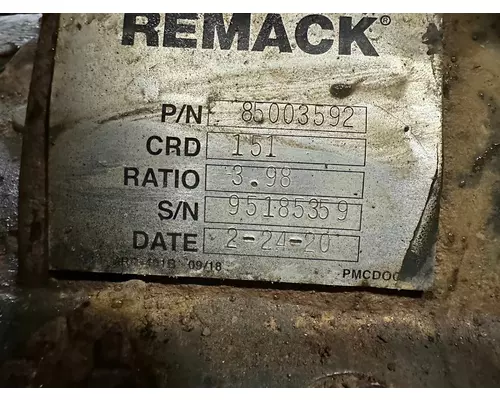 REMACK®
P/N 85003592
CRD 151
RATIO 3.98
S/N 95185359
DATE 2-24-20
09/18 PMCDOC